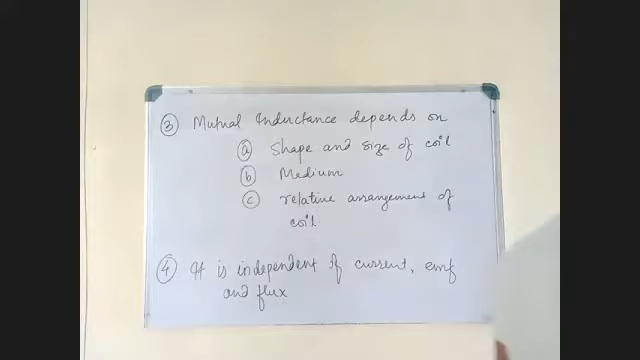 ③ Mutual Inductance depends on
ⓐ Shape and size of coil
ⓑ Medium
ⓒ relative arrangement of
coil.
④ It is independent of current, emf
and flux